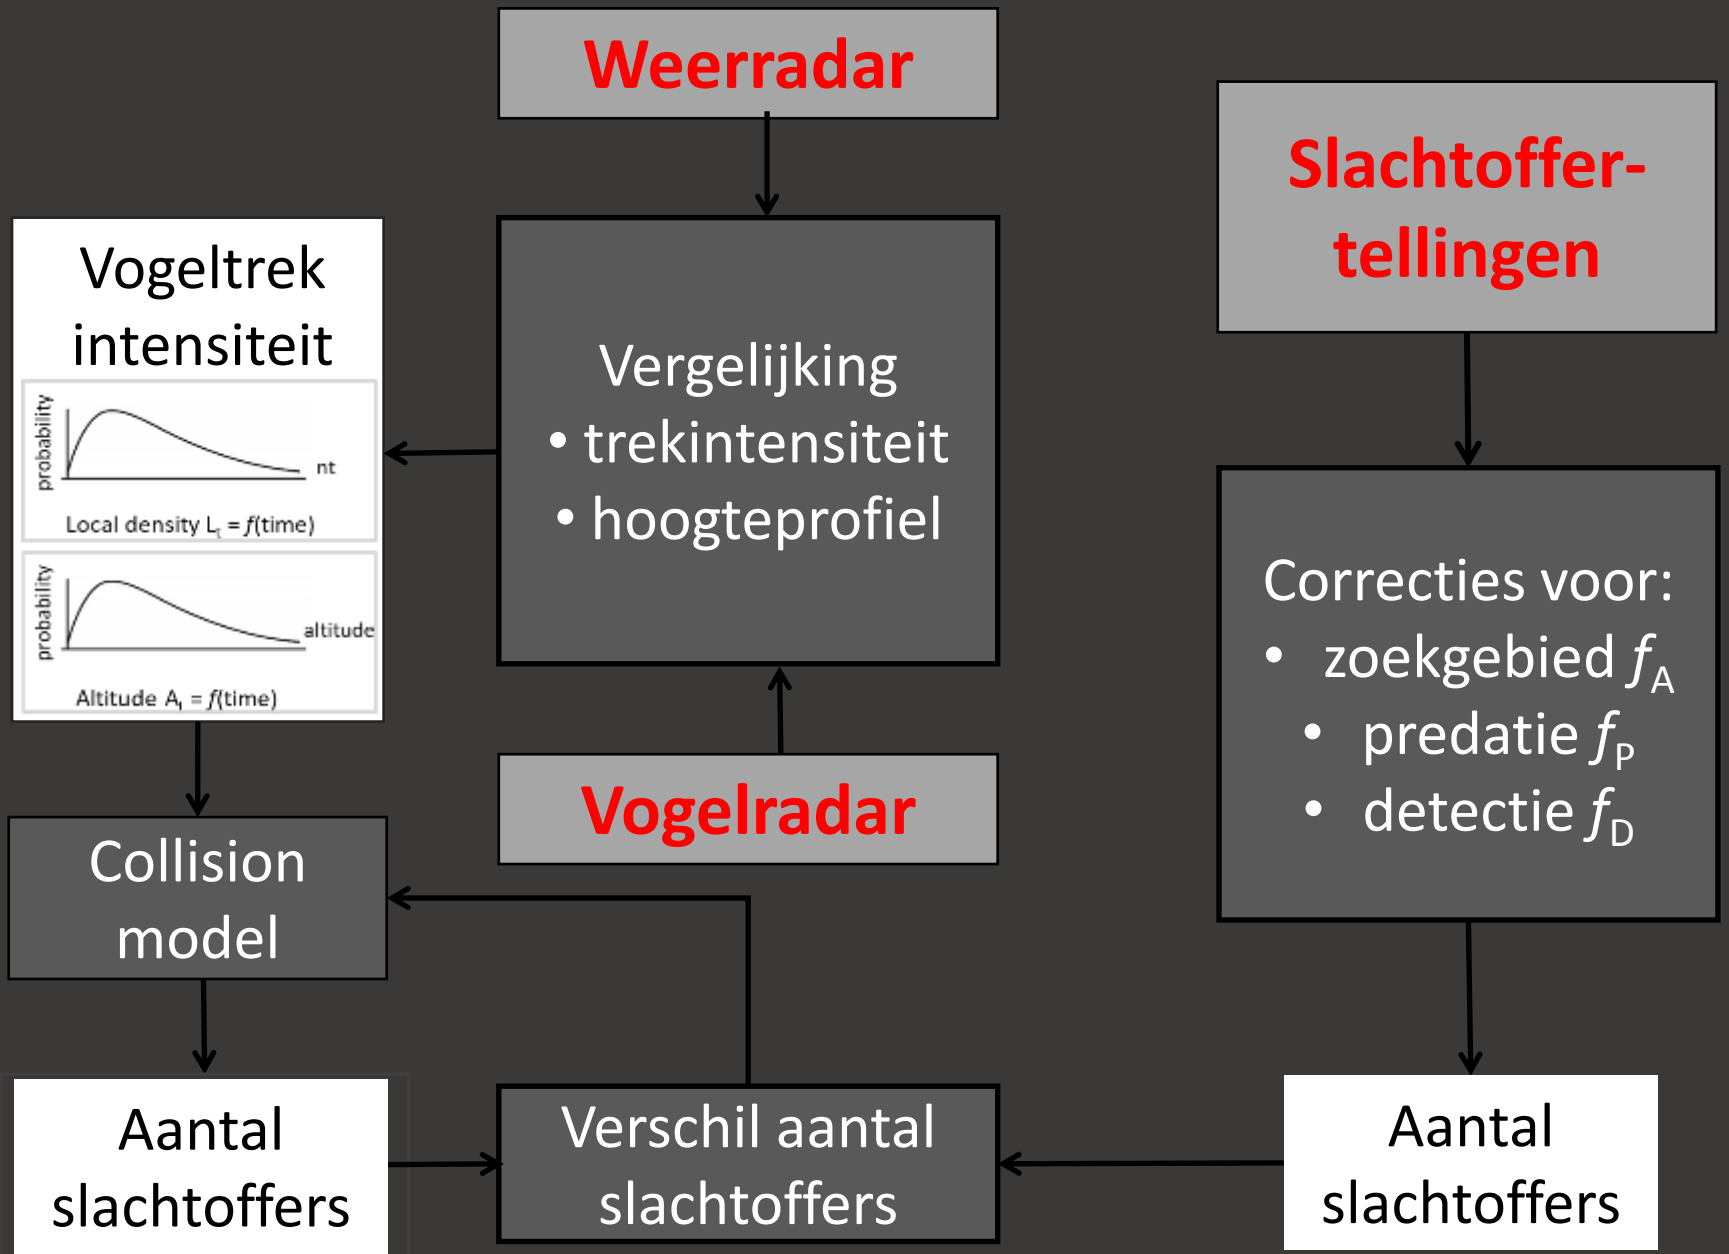 Weerradar
Slachtoffer-
tellingen
Vogeltrek
intensiteit
probability
nt
Local density Lt = f(time)
probability
altitude
Altitude At = f(time)
Vergelijking
• trekintensiteit
• hoogteprofiel
Vogelradar
Correcties voor:
• zoekgebied fA
• predatie fP
• detectie fD
Collision
model
Aantal
slachtoffers
Verschil aantal
slachtoffers
Aantal
slachtoffers